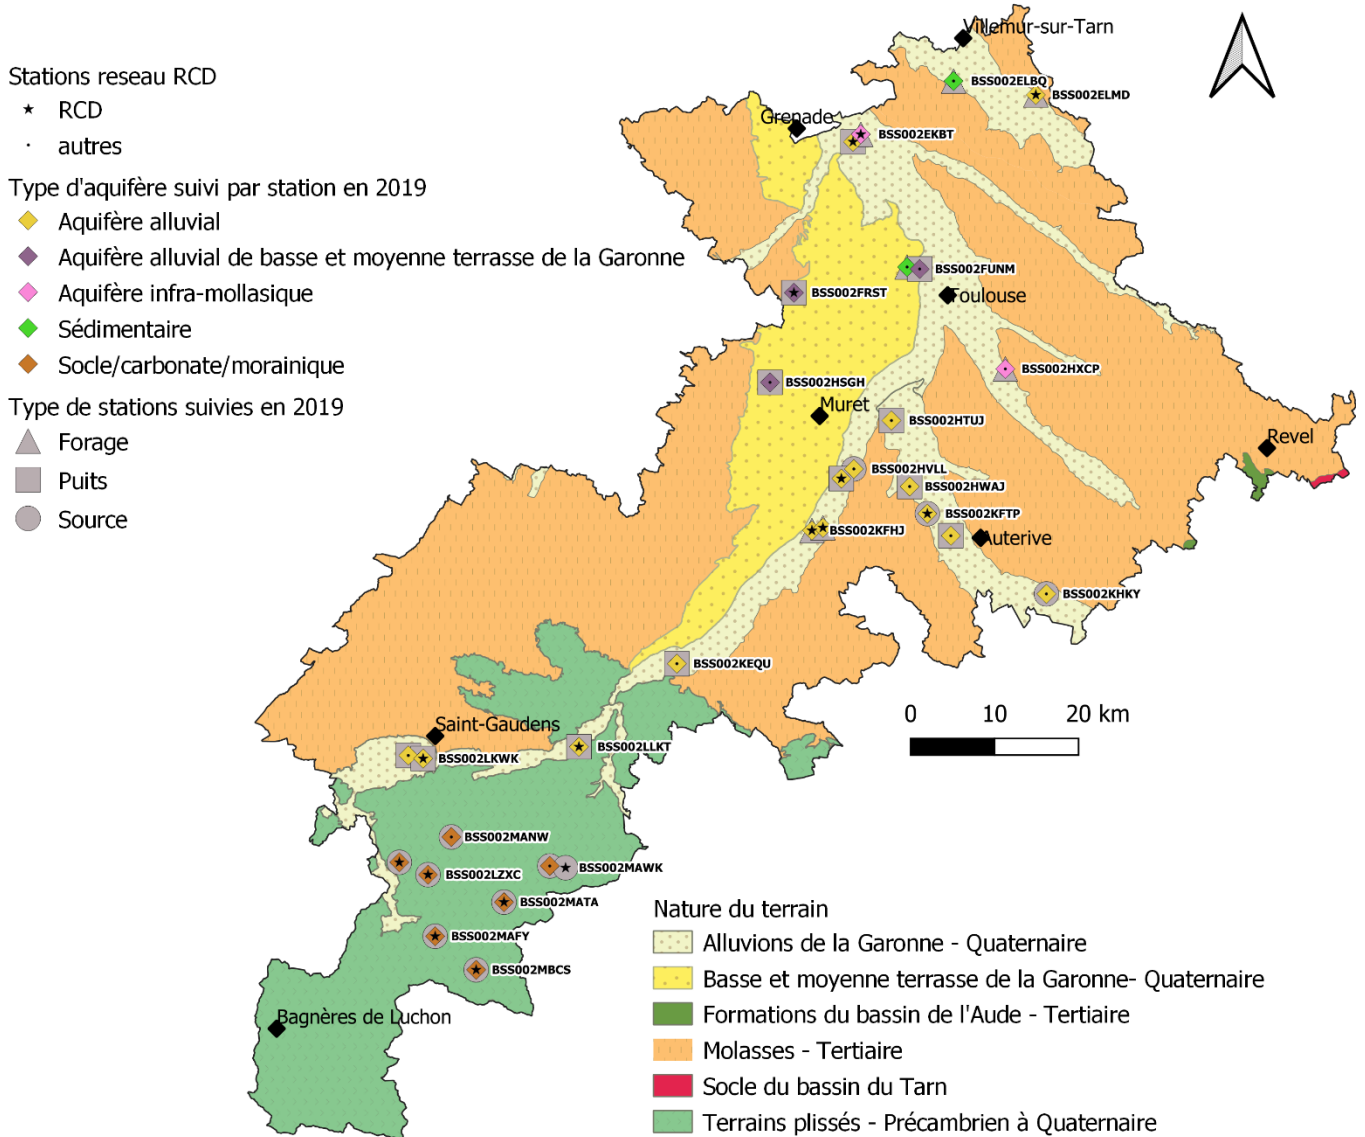 Stations reseau RCD
RCD
autres
Type d'aquifère suivi par station en 2019
Aquifère alluvial
Aquifère alluvial de basse et moyenne terrasse de la Garonne
Aquifère infra-mollasique
Sédimentaire
Socle/carbonate/morainique
Type de stations suivies en 2019
Forage
Puits
Source
Villemur-sur-Tarn
BSS002ELBQ
BSS002ELMD
Grenade
BSS002EKBT
BSS002FUNM
BSS002FRST
Toulouse
BSS002HXCP
BSS002HSGH
Muret
BSS002HTUJ
Revel
BSS002HVLL
BSS002HWAJ
BSS002KFTP
BSS002KFHJ
Auterive
BSS002KHKY
BSS002KEQU
0 10 20 km
Saint-Gaudens
BSS002LLKT
BSS002LKWK
BSS002MANW
BSS002MAWK
BSS002LZXC
BSS002MATA
BSS002MAFY
BSS002MBCS
Bagnères de Luchon
Nature du terrain
Alluvions de la Garonne - Quaternaire
Basse et moyenne terrasse de la Garonne- Quaternaire
Formations du bassin de l'Aude - Tertiaire
Molasses - Tertiaire
Socle du bassin du Tarn
Terrains plissés - Précambrien à Quaternaire